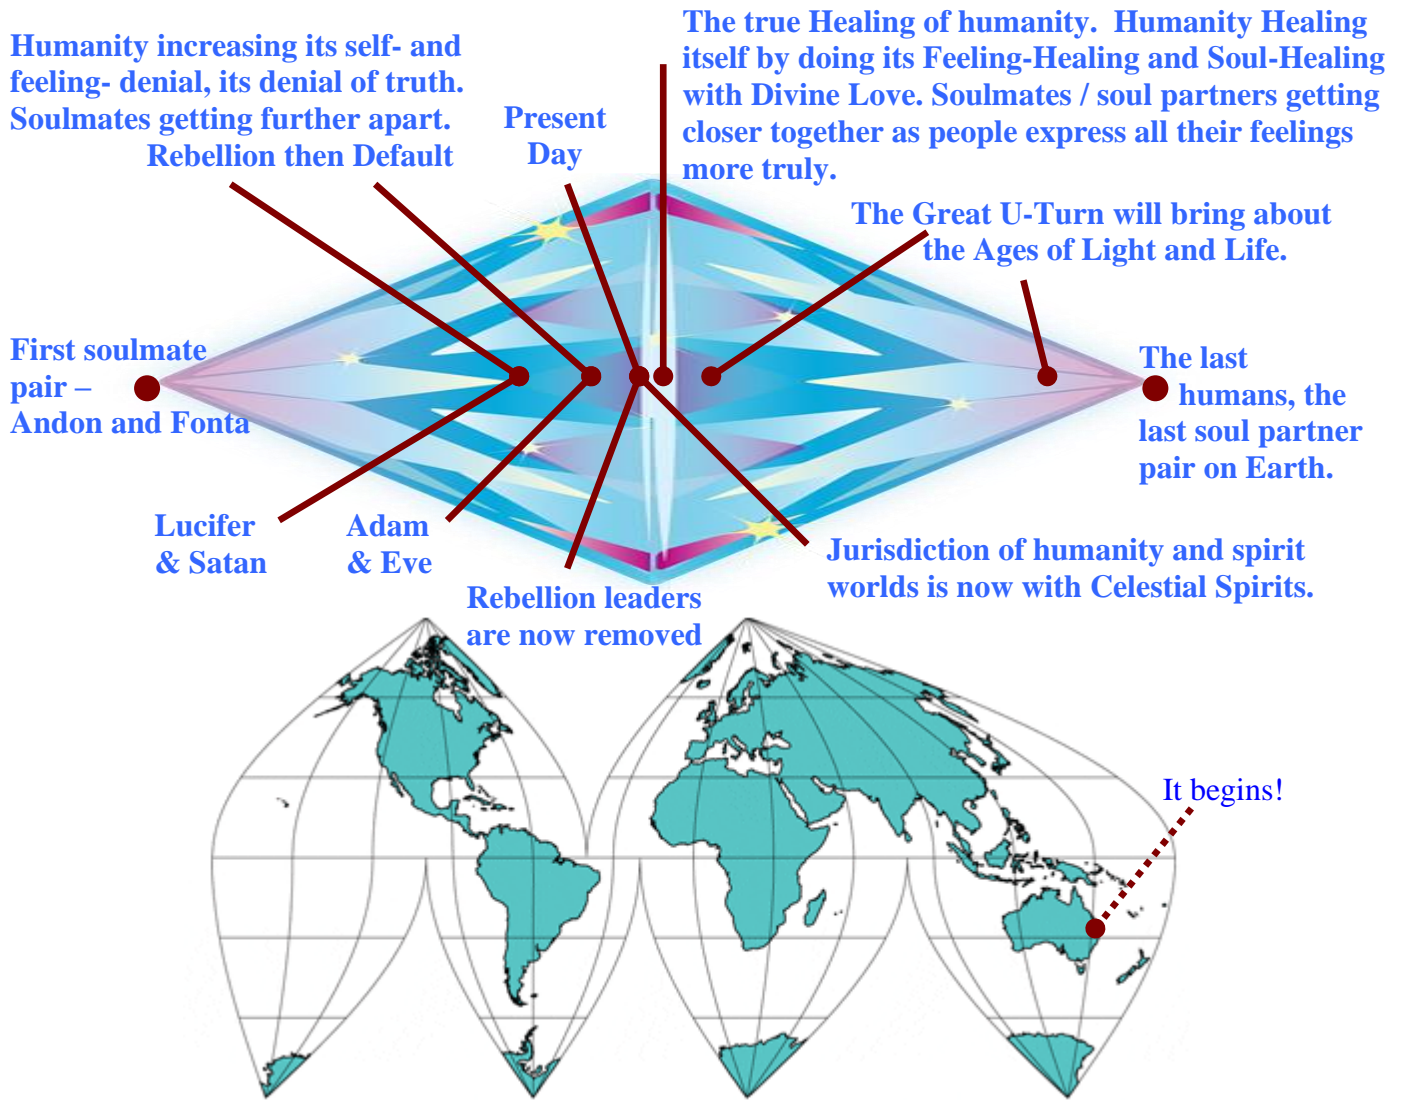 Humanity increasing its self- and
feeling- denial, its denial of truth.
Soulmates getting further apart.
Rebellion then Default
Present
Day
The true Healing of humanity.  Humanity Healing
itself by doing its Feeling-Healing and Soul-Healing
with Divine Love. Soulmates / soul partners getting
closer together as people express all their feelings
more truly.
The Great U-Turn will bring about
the Ages of Light and Life.
First soulmate
pair –
Andon and Fonta
The last
humans, the
last soul partner
pair on Earth.
Lucifer
& Satan
Adam
& Eve
Rebellion leaders
are now removed
Jurisdiction of humanity and spirit
worlds is now with Celestial Spirits.
It begins!